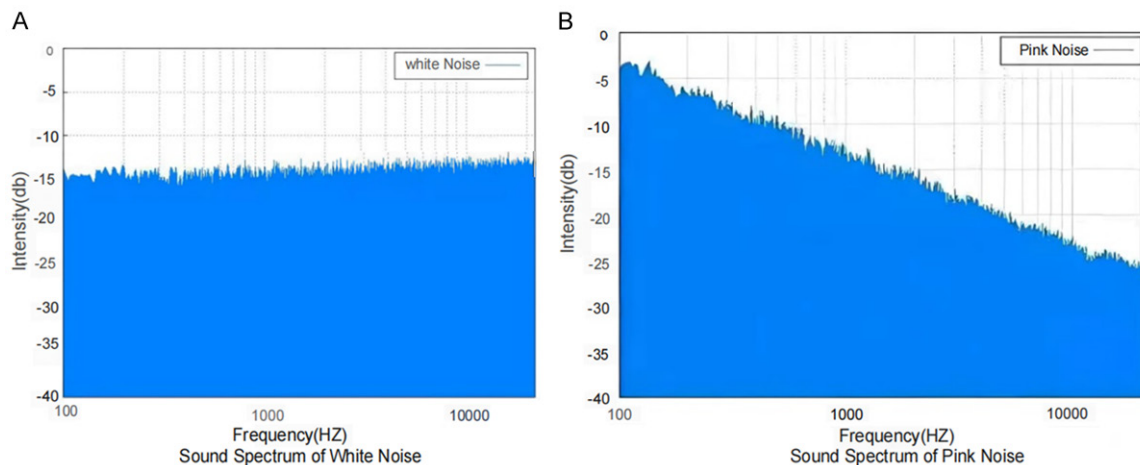 A
white Noise
0
-5
-10
-15
-20
-25
-30
-35
-40
Intensity(db)
100
1000
10000
Frequency(HZ)
Sound Spectrum of White Noise
B
Pink Noise
0
-5
-10
-15
-20
-25
-30
-35
-40
Intensity(db)
100
1000
10000
Frequency(HZ)
Sound Spectrum of Pink Noise